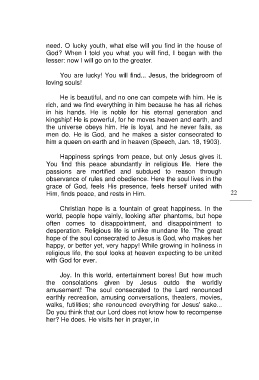 need. O lucky youth, what else will you find in the house of
God? When I told you what you will find, I began with the
lesser: now I will go on to the greater.
You are lucky! You will find... Jesus, the bridegroom of
loving souls!
He is beautiful, and no one can compete with him. He is
rich, and we find everything in him because he has all riches
in his hands. He is noble for his eternal generation and
kingship! He is powerful, for he moves heaven and earth, and
the universe obeys him. He is loyal, and he never fails, as
men do. He is God, and he makes a sister consecrated to
him a queen on earth and in heaven (Speech, Jan. 18, 1903).
Happiness springs from peace, but only Jesus gives it.
You find this peace abundantly in religious life. Here the
passions are mortified and subdued to reason through
observance of rules and obedience. Here the soul lives in the
grace of God, feels His presence, feels herself united with
Him, finds peace, and rests in Him.
22
Christian hope is a fountain of great happiness. In the
world, people hope vainly, looking after phantoms, but hope
often comes to disappointment, and disappointment to
desperation. Religious life is unlike mundane life. The great
hope of the soul consecrated to Jesus is God, who makes her
happy, or better yet, very happy! While growing in holiness in
religious life, the soul looks at heaven expecting to be united
with God for ever.
Joy. In this world, entertainment bores! But how much
the consolations given by Jesus outdo the worldly
amusement! The soul consecrated to the Lard renounced
earthly recreation, amusing conversations, theaters, movies,
walks, futilities; she renounced everything for Jesus' sake...
Do you think that our Lord does not know how to recompense
her? He does. He visits her in prayer, in